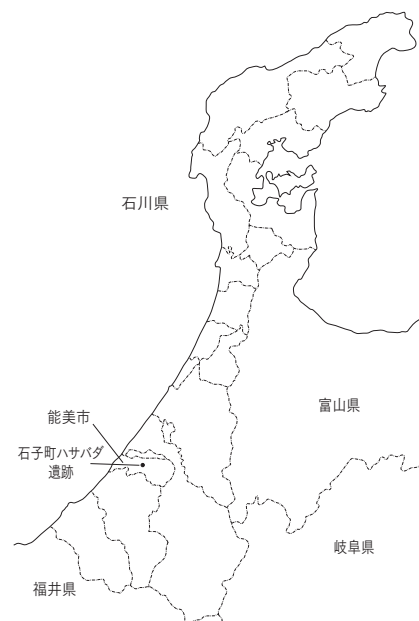 石川県
能美市
石子町ハサバダ
遺跡
富山県
岐阜県
福井県